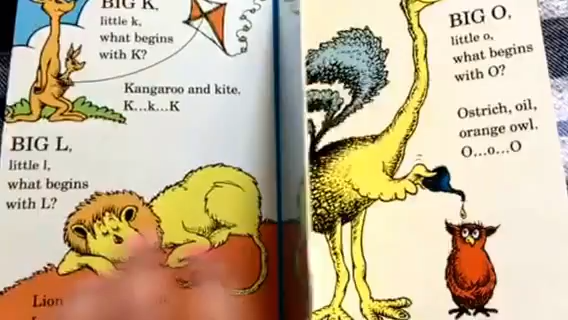 BIG K,
little k,
what begins
with K?
Kangaroo and kite,
K...k...K
BIG L,
little l,
what begins
with L?
Lion
BIG O,
little o,
what begins
with O?
Ostrich, oil,
orange owl.
O...o...O